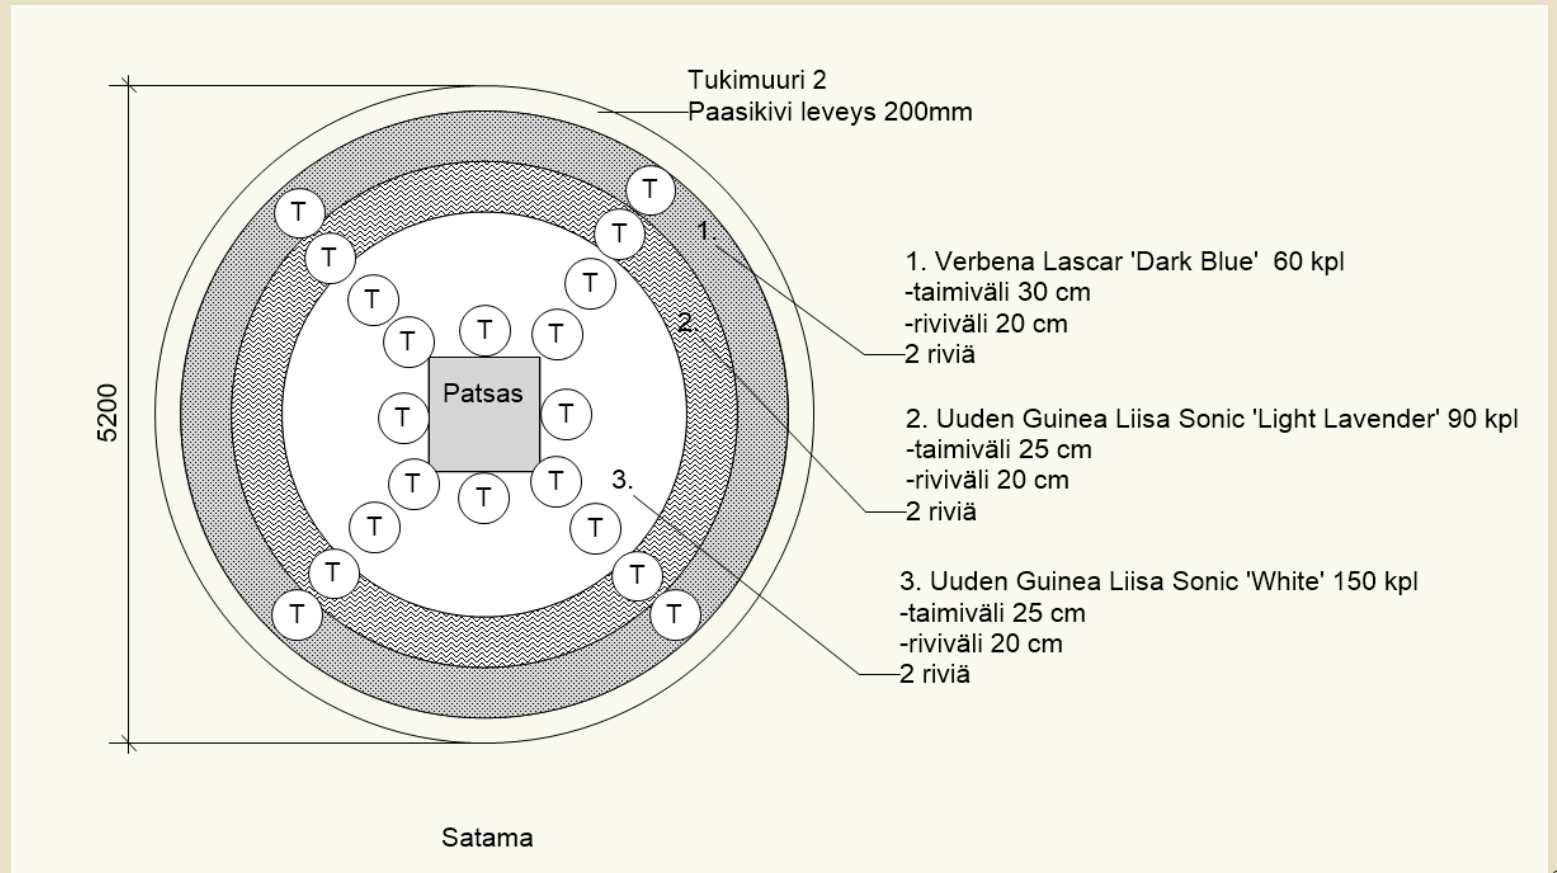 Tukimuuri 2
Paasikivi leveys 200mm
T
T
T
1.
T
T
1. Verbena Lascar 'Dark Blue'  60 kpl
T
-taimiväli 30 cm
T
-riviväli 20 cm
2.
T
T
T
2 riviä
Patsas
5200
T
T
2. Uuden Guinea Liisa Sonic 'Light Lavender' 90 kpl
-taimiväli 25 cm
T
T
3.
-riviväli 20 cm
T
2 riviä
T
T
T
T
3. Uuden Guinea Liisa Sonic 'White' 150 kpl
T
T
-taimiväli 25 cm
-riviväli 20 cm
2 riviä
Satama